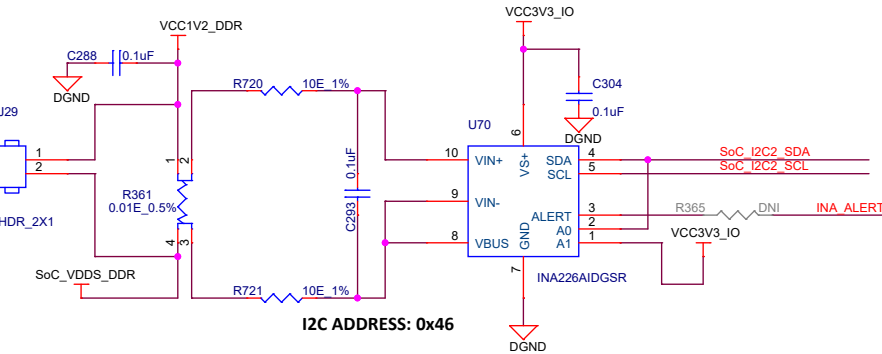 VCC3V3_IO
VCC1V2_DDR
C288 0.1uF
DGND
R720 10E_1%
C304
0.1uF
DGND
J29
1
2
HDR_2X1
1 2
R361
0.01E_0.5%
4 3
0.1uF
C293
U70
6
10 VIN+ VS+ SDA 4 SoC_I2C2_SDA
SCL 5 SoC_I2C2_SCL
9 VIN-
ALERT 3 R365 DNI INA_ALERT
8 VBUS GND A0 2
A1 1 VCC3V3_IO
7
INA226AIDGSR
SoC_VDDS_DDR
R721 10E_1%
I2C ADDRESS: 0x46
DGND